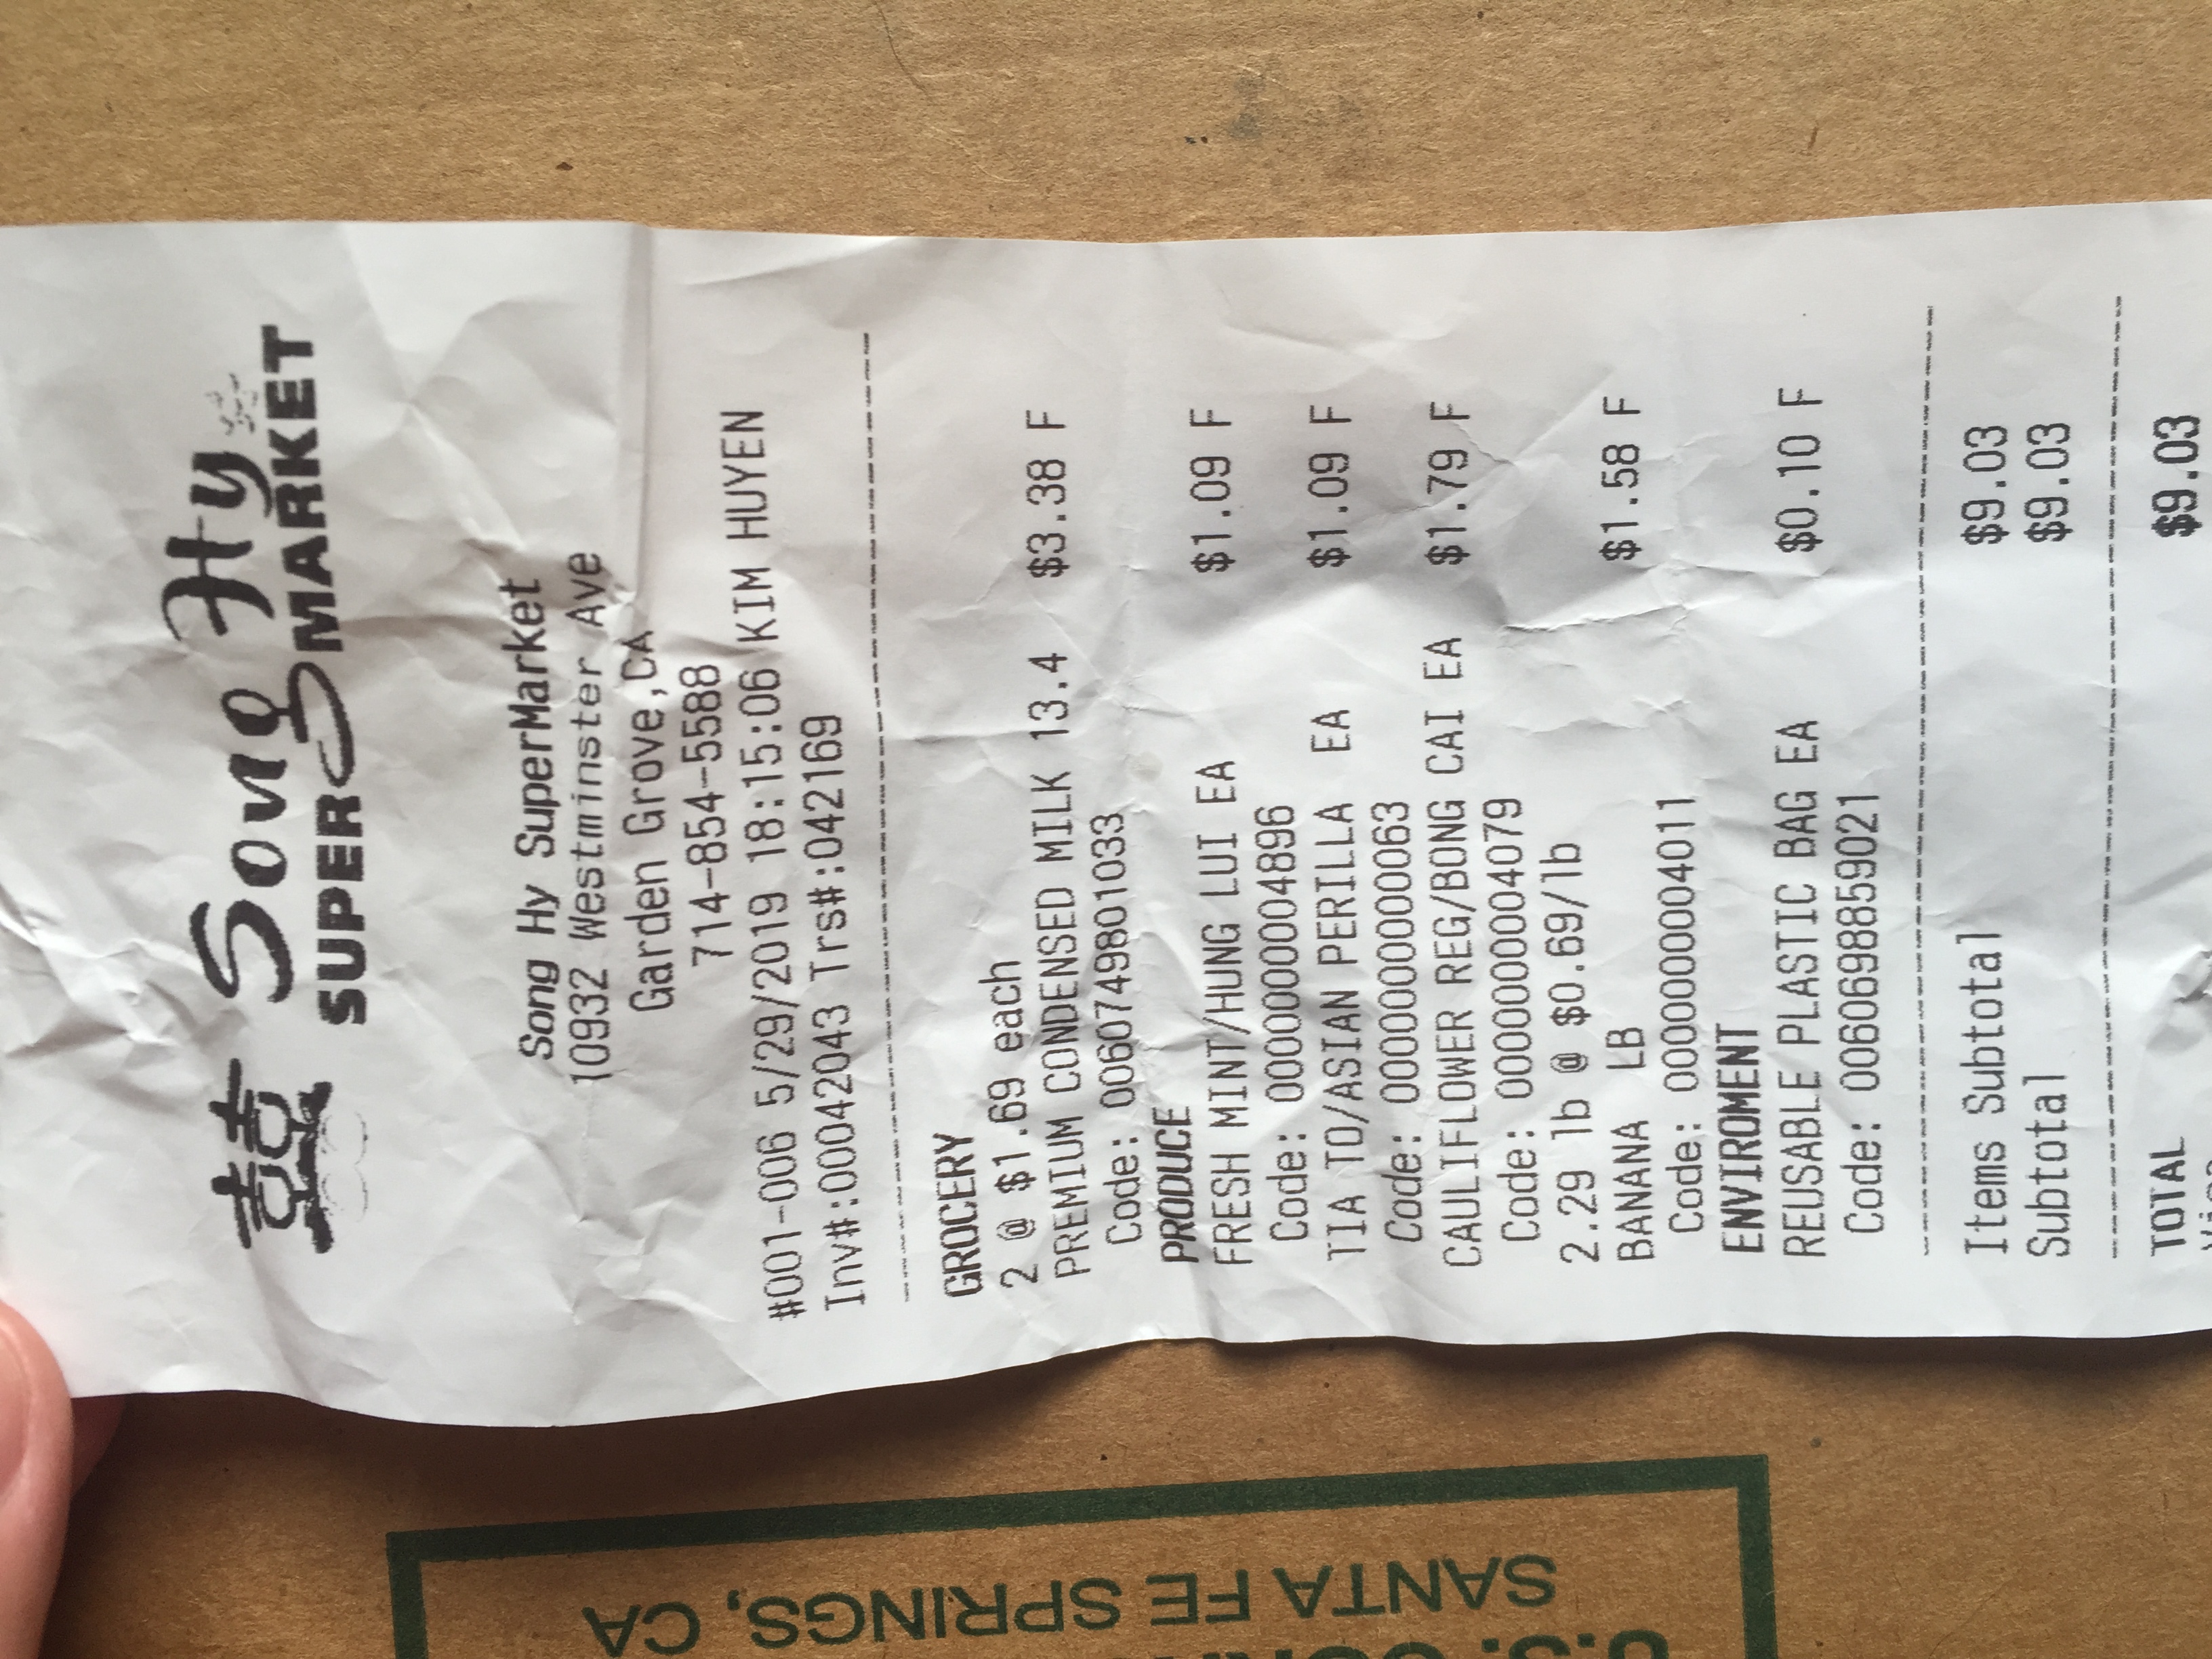 囍 Song Hy
SUPER MARKET
Song Hy SuperMarket
10932 Westminster Ave
Garden Grove,CA
714-854-5588
#001-006 5/29/2019 18:15:06 KIM HUYEN
Inv#:00042043 Trs#:042169
GROCERY
2 @ $1.69 each
PREMIUM CONDENSED MILK 13.4 $3.38 F
Code: 0060749801033
PRODUCE
FRESH MINT/HUNG LUI EA $1.09 F
Code: 0000000004896
TIA TO/ASIAN PERILLA EA $1.09 F
Code: 0000000000063
CAULIFLOWER REG/BONG CAI EA $1.79 F
Code: 0000000004079
2.29 lb @ $0.69/lb
BANANA LB $1.58 F
Code: 0000000004011
ENVIROMENT
REUSABLE PLASTIC BAG EA $0.10 F
Code: 0060698859021
Items Subtotal $9.03
Subtotal $9.03
TOTAL $9.03
SANTA FE SPRINGS, CA